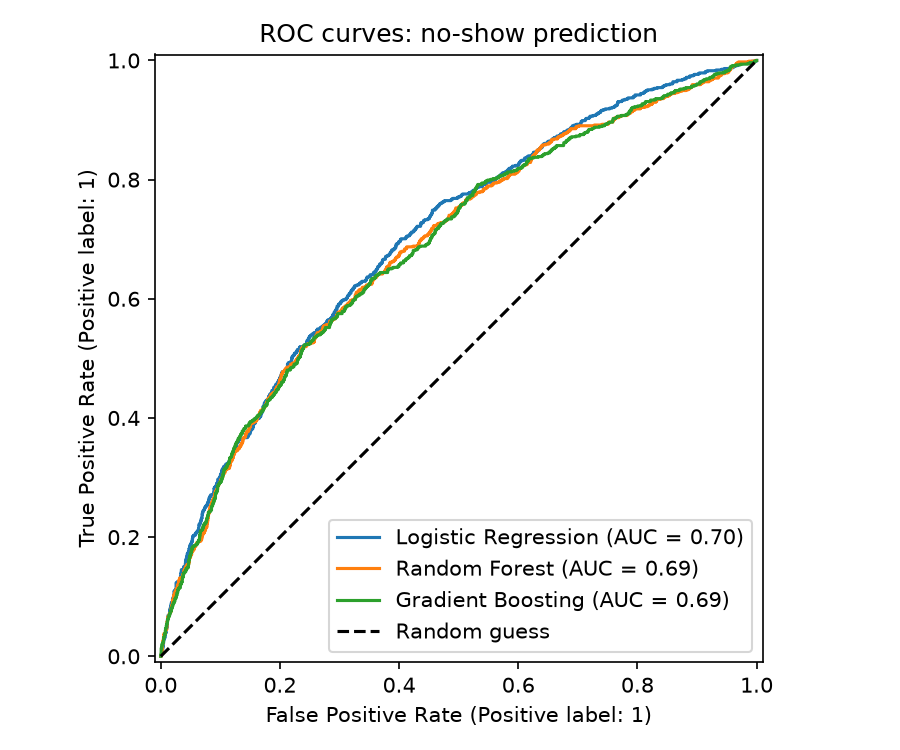 ROC curves: no-show prediction
True Positive Rate (Positive label: 1)
1.0
0.8
0.6
0.4
0.2
0.0
Logistic Regression (AUC = 0.70)
Random Forest (AUC = 0.69)
Gradient Boosting (AUC = 0.69)
Random guess
0.0 0.2 0.4 0.6 0.8 1.0
False Positive Rate (Positive label: 1)